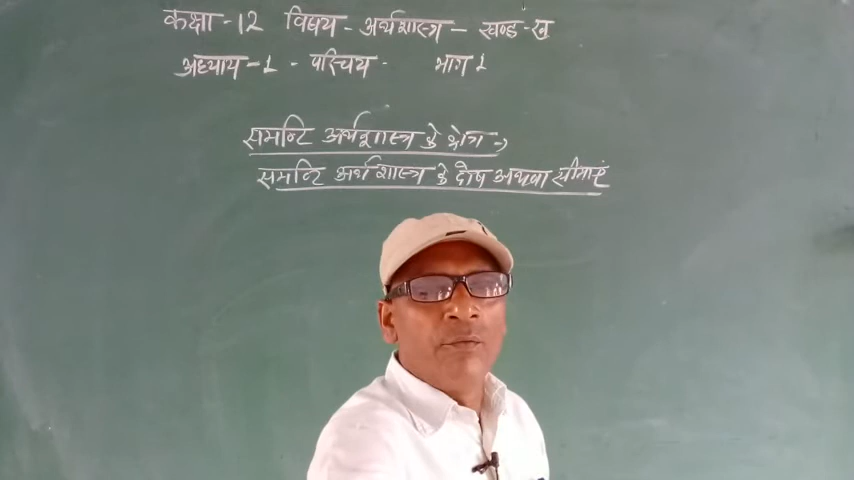 कक्षा -12 विषय - अर्थशास्त्र - खण्ड-ख
अध्याय -1 - परिचय - भाग 1
समष्टि अर्थशास्त्र के क्षेत्र →
समष्टि अर्थशास्त्र के दोष अथवा सीमाएं